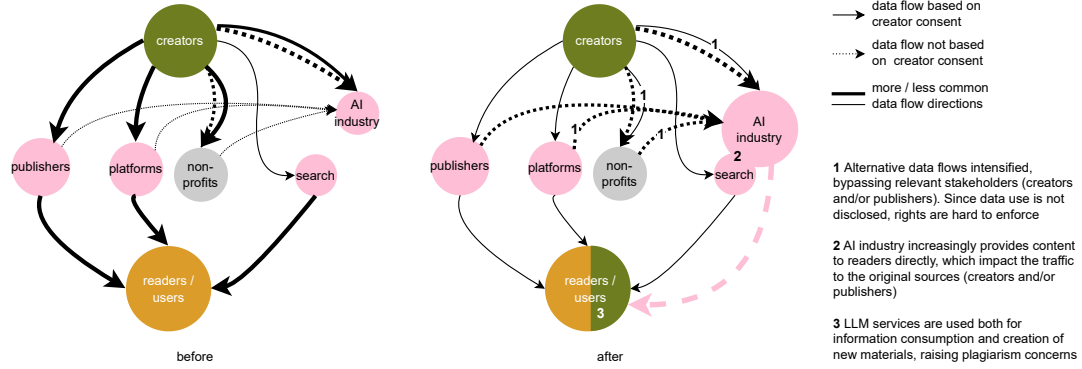 creators
AI
industry
publishers
platforms
non-
profits
search
readers /
users
before
creators
1
AI
industry
1
1
1
publishers
platforms
non-
profits
2
search
readers /
users
3
after
data flow based on
creator consent
data flow not based
on creator consent
more / less common
data flow directions
1 Alternative data flows intensified,
bypassing relevant stakeholders (creators
and/or publishers). Since data use is not
disclosed, rights are hard to enforce
2 AI industry increasingly provides content
to readers directly, which impact the traffic
to the original sources (creators and/or
publishers)
3 LLM services are used both for
information consumption and creation of
new materials, raising plagiarism concerns